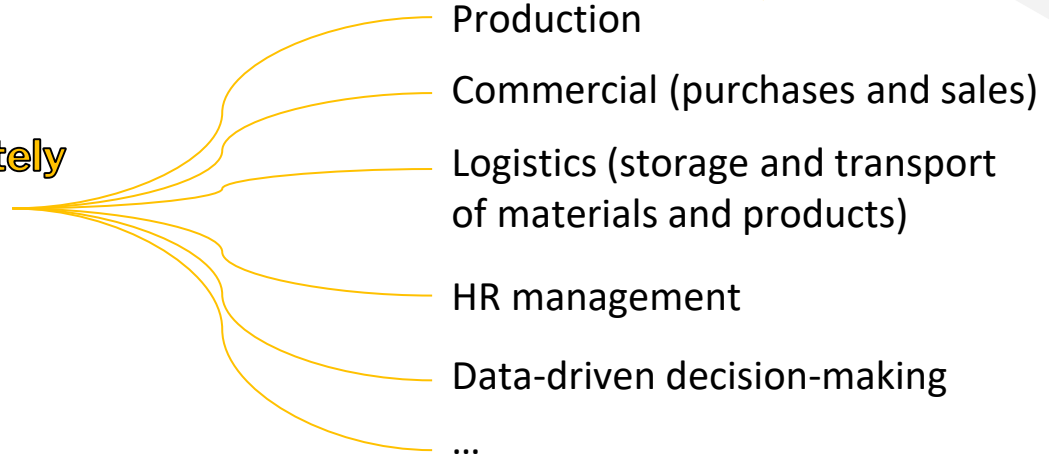 Production
Commercial (purchases and sales)
tely
Logistics (storage and transport
of materials and products)
HR management
Data-driven decision-making
...